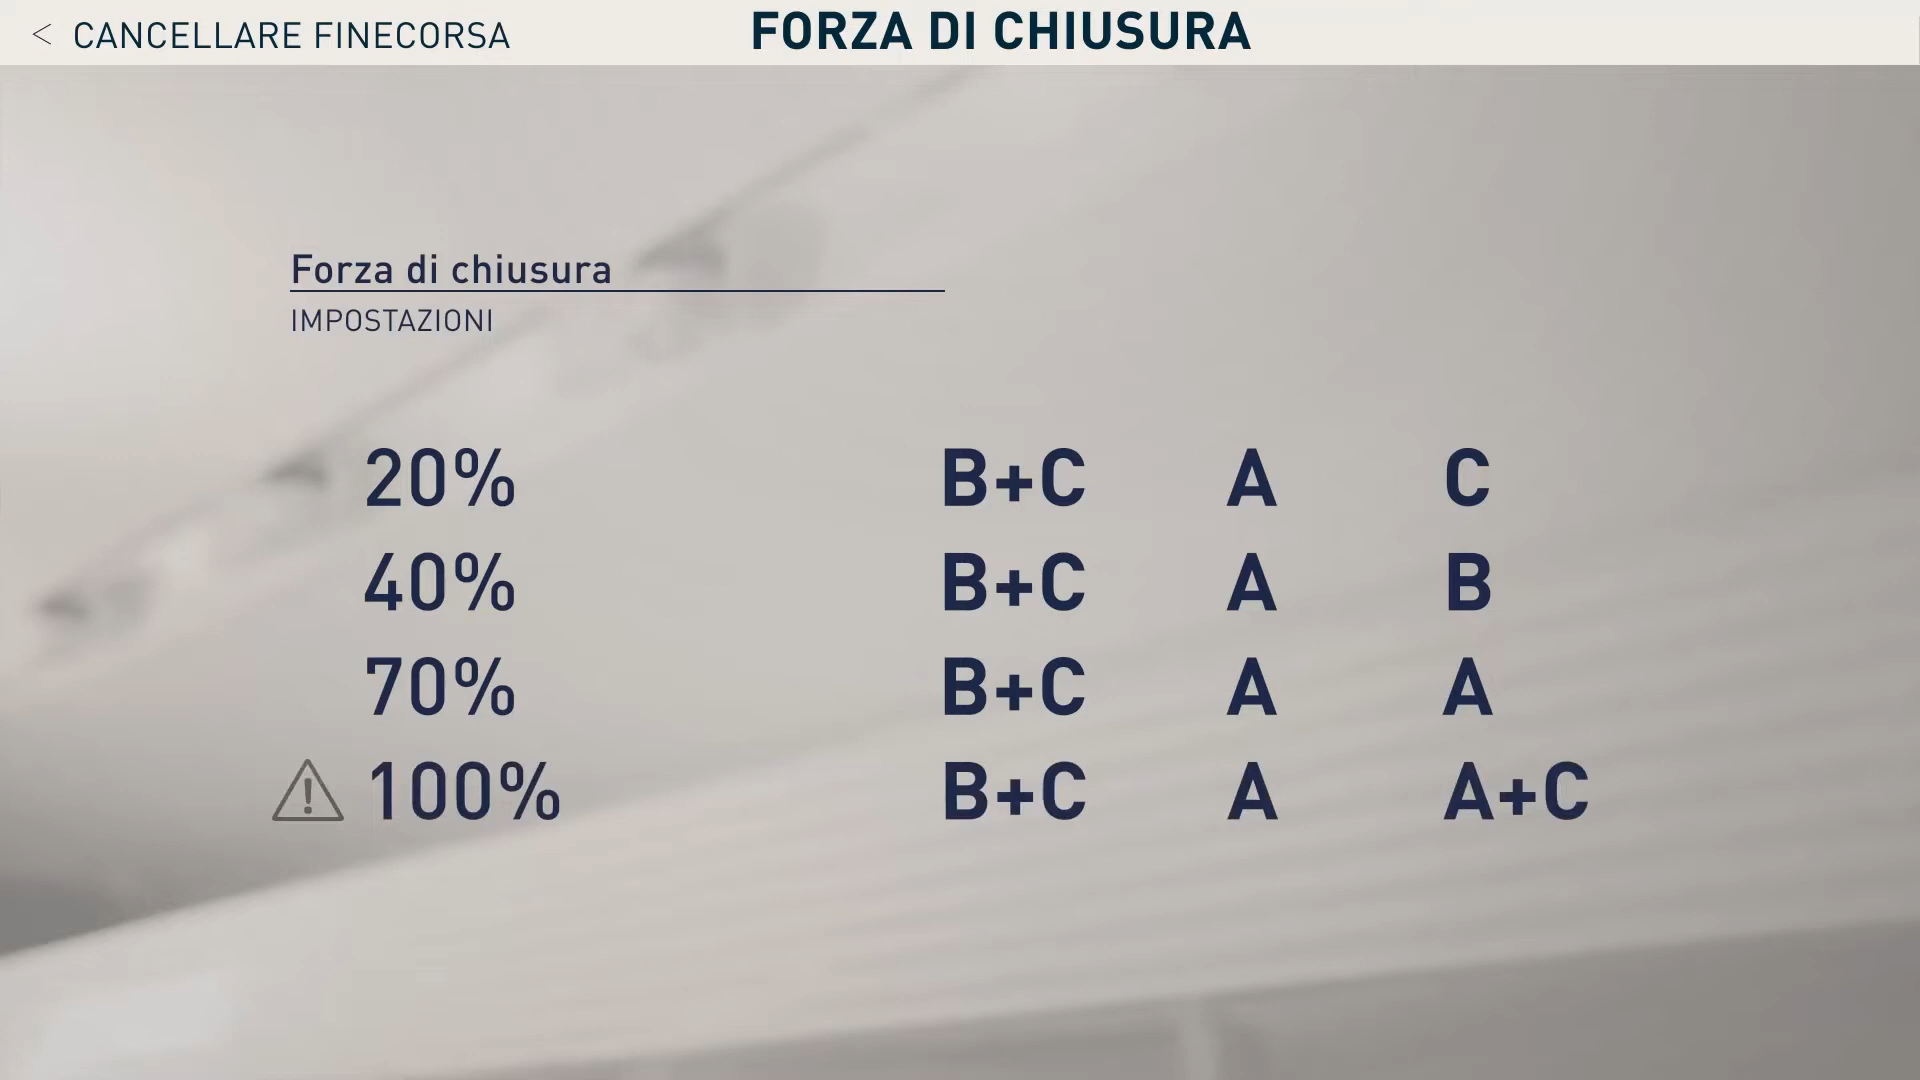 < CANCELLARE FINECORSA
FORZA DI CHIUSURA
Forza di chiusura
IMPOSTAZIONI
20% B+C A C
40% B+C A B
70% B+C A A
100% B+C A A+C